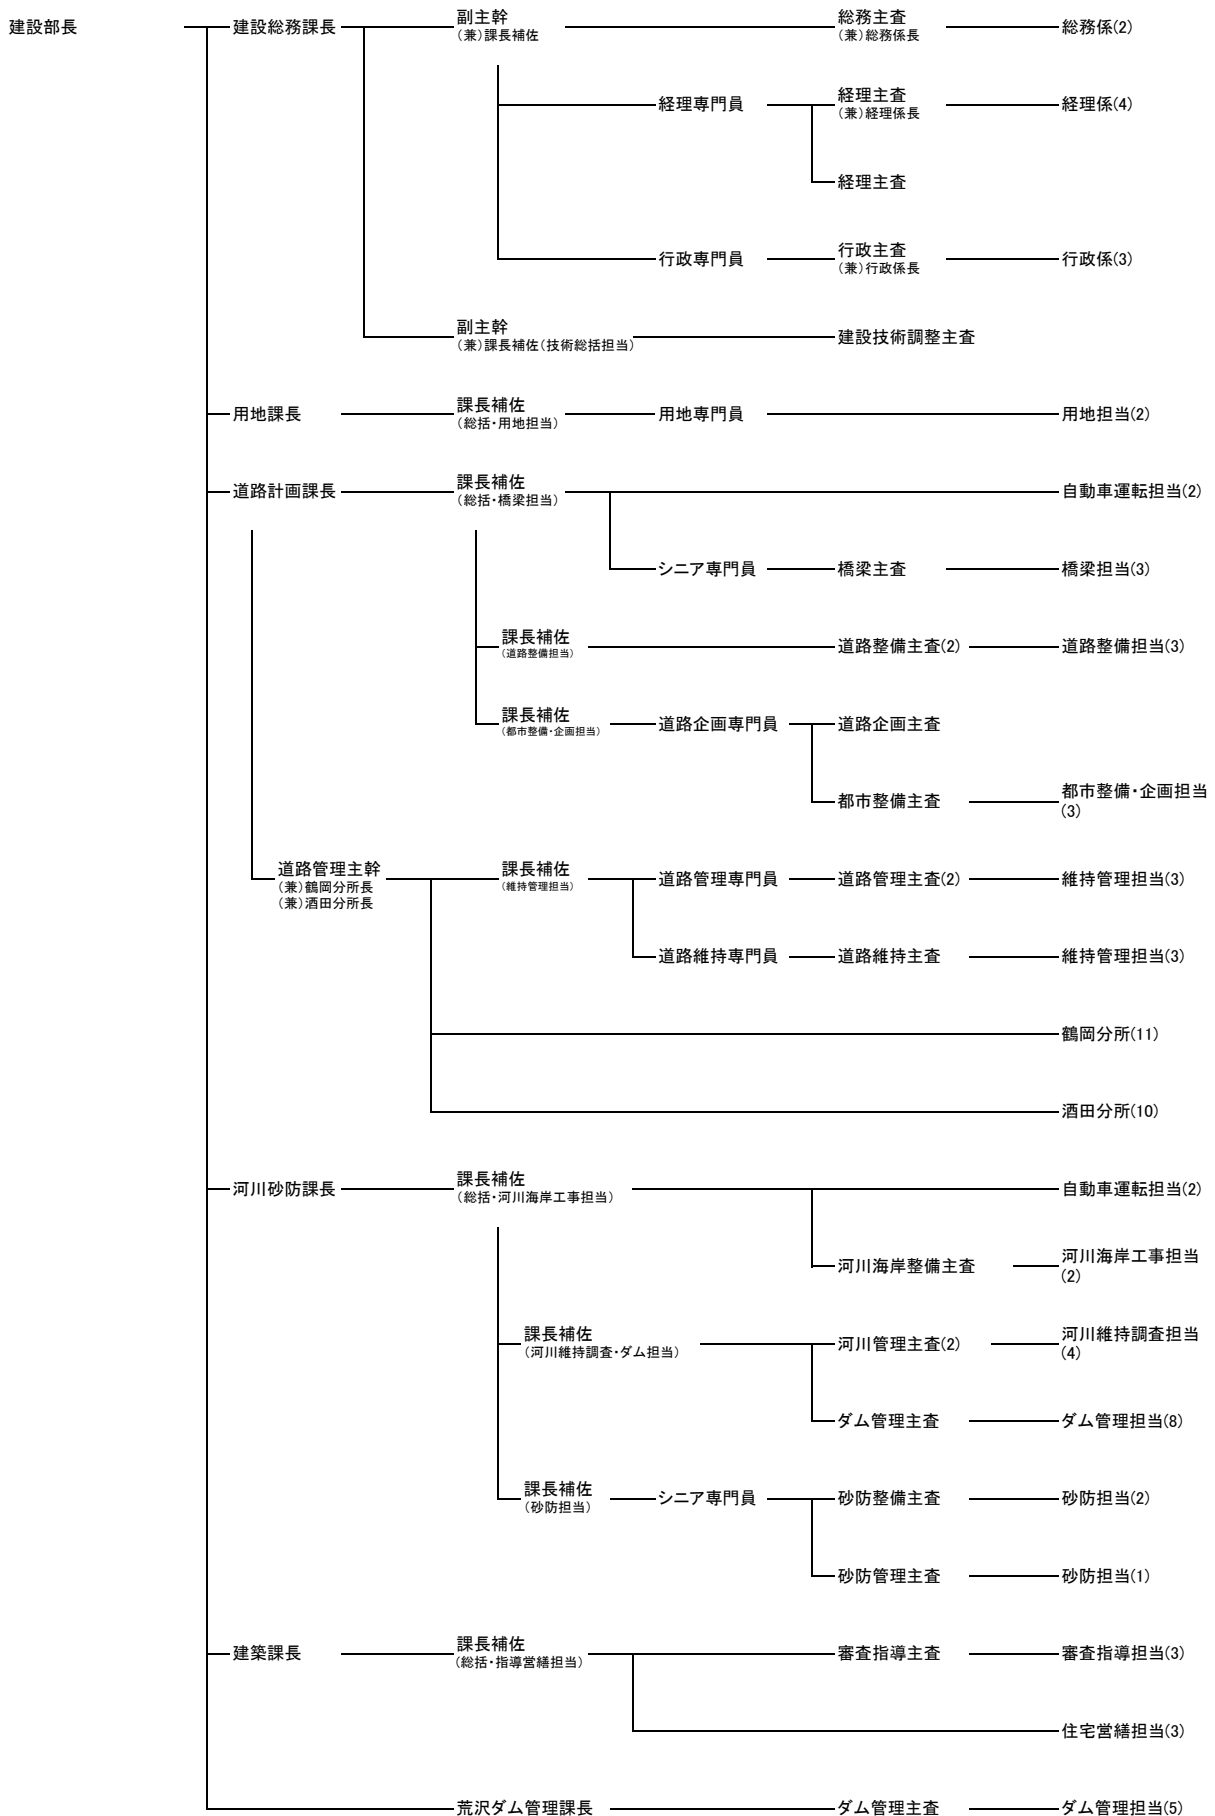 建設部長
建設総務課長
副主幹
(兼)課長補佐
総務主査
(兼)総務係長
総務係(2)
経理専門員
経理主査
(兼)経理係長
経理係(4)
経理主査
行政専門員
行政主査
(兼)行政係長
行政係(3)
副主幹
(兼)課長補佐(技術総括担当)
建設技術調整主査
用地課長
課長補佐
(総括・用地担当)
用地専門員
用地担当(2)
道路計画課長
課長補佐
(総括・橋梁担当)
自動車運転担当(2)
シニア専門員
橋梁主査
橋梁担当(3)
課長補佐
(道路整備担当)
道路整備主査(2)
道路整備担当(3)
課長補佐
(都市整備・企画担当)
道路企画専門員
道路企画主査
都市整備主査
都市整備・企画担当
(3)
道路管理主幹
(兼)鶴岡分所長
(兼)酒田分所長
課長補佐
(維持管理担当)
道路管理専門員
道路管理主査(2)
維持管理担当(3)
道路維持専門員
道路維持主査
維持管理担当(3)
鶴岡分所(11)
酒田分所(10)
河川砂防課長
課長補佐
(総括・河川海岸工事担当)
自動車運転担当(2)
河川海岸整備主査
河川海岸工事担当
(2)
課長補佐
(河川維持調査・ダム担当)
河川管理主査(2)
河川維持調査担当
(4)
ダム管理主査
ダム管理担当(8)
課長補佐
(砂防担当)
シニア専門員
砂防整備主査
砂防担当(2)
砂防管理主査
砂防担当(1)
建築課長
課長補佐
(総括・指導営繕担当)
審査指導主査
審査指導担当(3)
住宅営繕担当(3)
荒沢ダム管理課長
ダム管理主査
ダム管理担当(5)